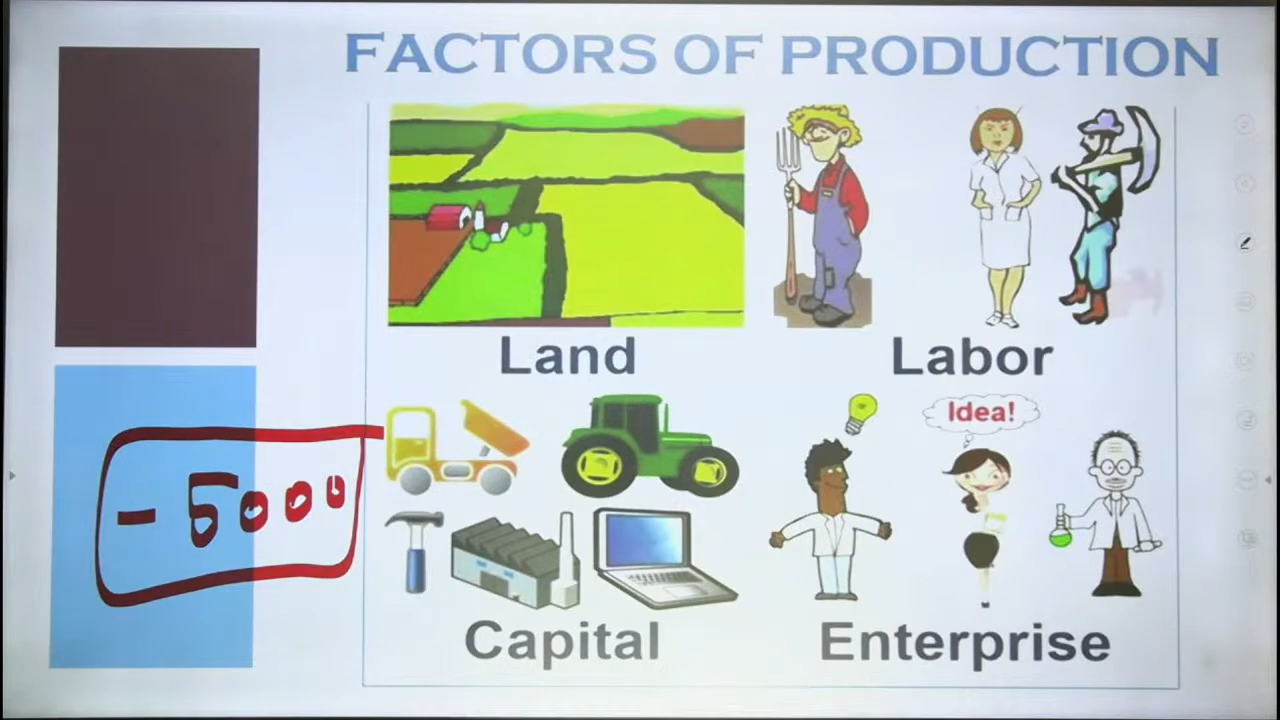 FACTORS OF PRODUCTION
Land
Labor
Idea!
- 5000
Capital
Enterprise